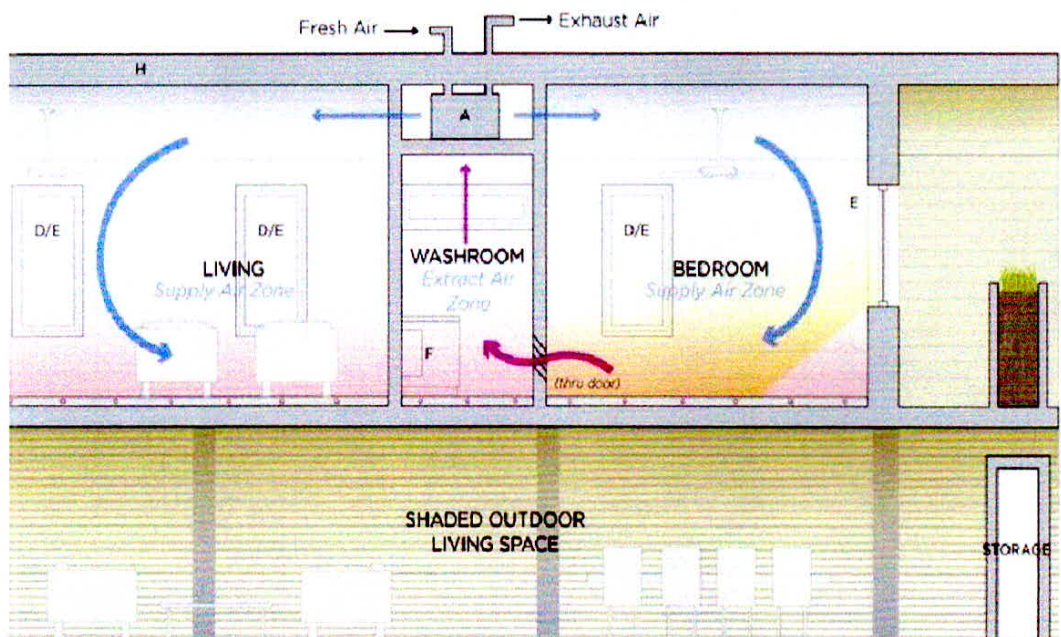 Fresh Air
Exhaust Air
H
A
D/E
D/E
LIVING
Supply Air Zone
WASHROOM
Extract Air
Zone
F
D/E
BEDROOM
Supply Air Zone
E
(thru door)
SHADED OUTDOOR
LIVING SPACE
STORAGE